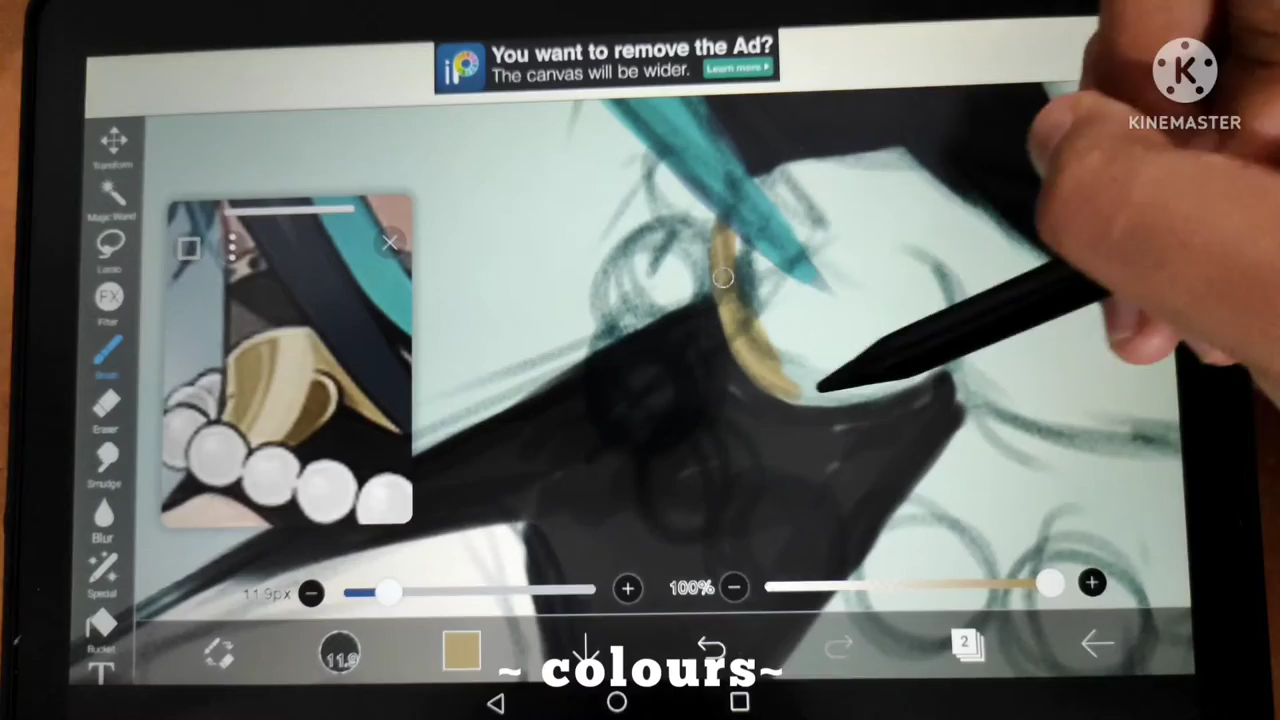 You want to remove the Ad?
The canvas will be wider.
Learn more
K
KINEMASTER
Transform
Magic Wand
Lasso
FX
Filter
Brush
Eraser
Smudge
Blur
Special
Bucket
T
11.9px
100%
11.9
2
~ colours~